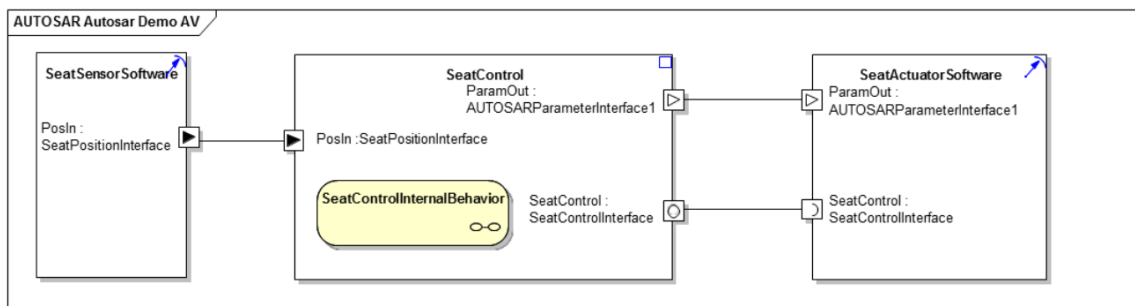 AUTOSAR Autosar Demo AV
SeatSensorSoftware
PosIn :
SeatPositionInterface
SeatControl
ParamOut :
AUTOSARParameterInterface1
PosIn :SeatPositionInterface
SeatControlInternalBehavior
SeatControl :
SeatControlInterface
SeatActuatorSoftware
ParamOut :
AUTOSARParameterInterface1
SeatControl :
SeatControlInterface